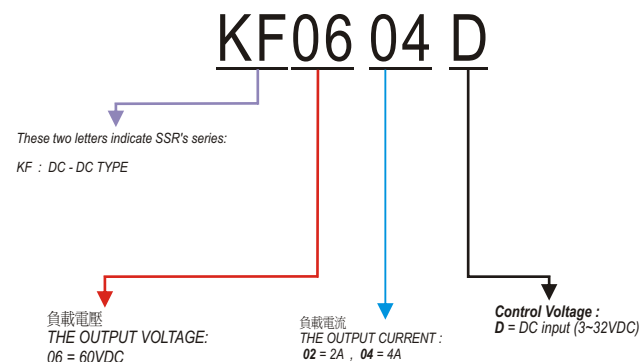 KF06 04 D
These two letters indicate SSR's series:
KF : DC - DC TYPE
負載電壓
THE OUTPUT VOLTAGE:
06 = 60VDC
負載電流
THE OUTPUT CURRENT :
02 = 2A , 04 = 4A
Control Voltage :
D = DC input (3~32VDC)